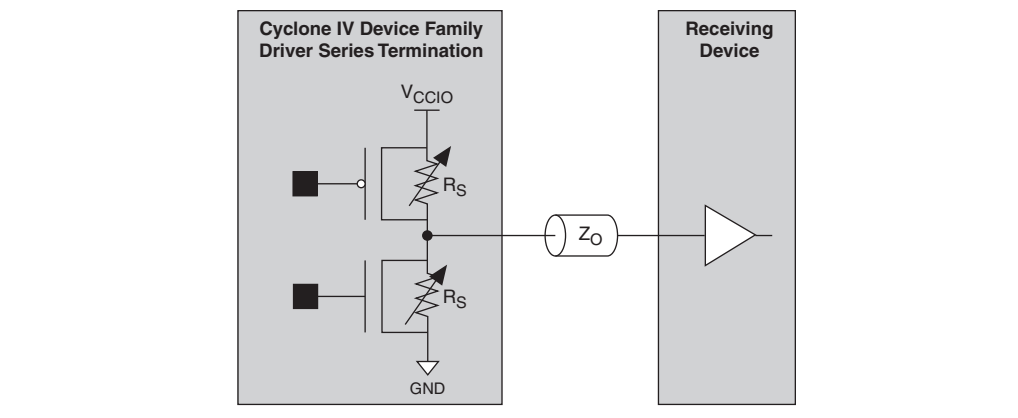 Cyclone IV Device Family
Driver Series Termination
Receiving
Device
VCCIO
RS
ZO
RS
GND